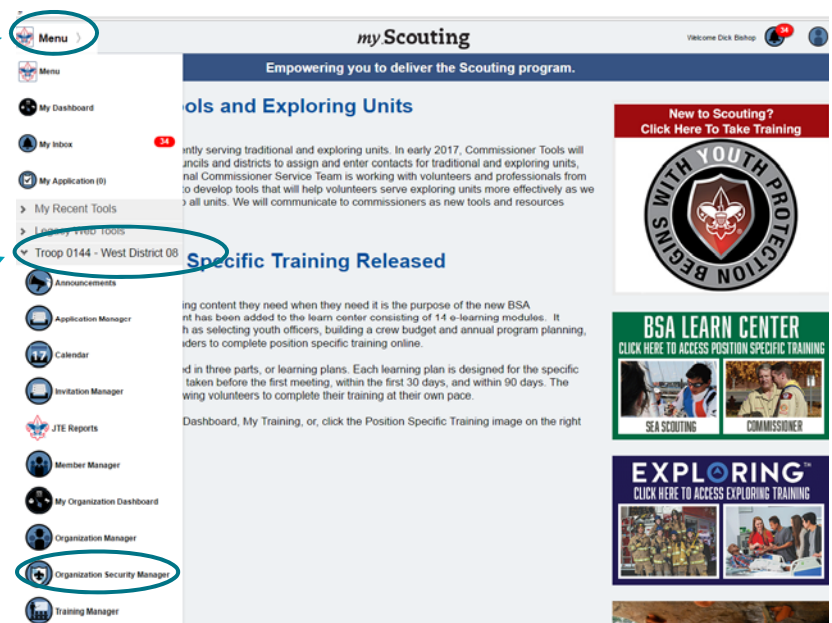 Menu
my.Scouting
Welcome Dick Bishop
34
Menu
Empowering you to deliver the Scouting program.
My Dashboard
My Inbox
34
My Application (0)
My Recent Tools
Legacy Web Tools
Troop 0144 - West District 08
Announcements
Application Manager
17
Calendar
Invitation Manager
JTE Reports
Member Manager
My Organization Dashboard
Organization Manager
Organization Security Manager
Training Manager
ols and Exploring Units
ently serving traditional and exploring units. In early 2017, Commissioner Tools will
uncils and districts to assign and enter contacts for traditional and exploring units,
nal Commissioner Service Team is working with volunteers and professionals from
to develop tools that will help volunteers serve exploring units more effectively as we
all units. We will communicate to commissioners as new tools and resources
Specific Training Released
ing content they need when they need it is the purpose of the new BSA
nt has been added to the learn center consisting of 14 e-learning modules. It
h as selecting youth officers, building a crew budget and annual program planning,
aders to complete position specific training online.
ed in three parts, or learning plans. Each learning plan is designed for the specific
taken before the first meeting, within the first 30 days, and within 90 days. The
wing volunteers to complete their training at their own pace.
Dashboard, My Training, or, click the Position Specific Training image on the right
New to Scouting?
Click Here To Take Training
YOUTH PROTECTION BEGINS WITH YOU
BSA LEARN CENTER
CLICK HERE TO ACCESS POSITION SPECIFIC TRAINING
SEA SCOUTING
COMMISSIONER
EXPLORING™
CLICK HERE TO ACCESS EXPLORING TRAINING